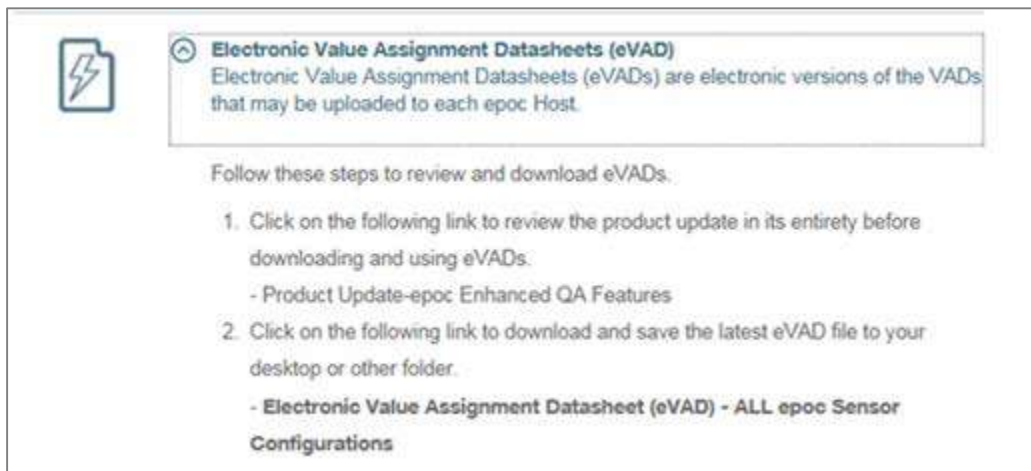 Electronic Value Assignment Datasheets (eVAD)
Electronic Value Assignment Datasheets (eVADs) are electronic versions of the VADs
that may be uploaded to each epoc Host.
Follow these steps to review and download eVADs.
1. Click on the following link to review the product update in its entirety before
downloading and using eVADs.
- Product Update-epoc Enhanced QA Features
2. Click on the following link to download and save the latest eVAD file to your
desktop or other folder.
- Electronic Value Assignment Datasheet (eVAD) - ALL epoc Sensor
Configurations